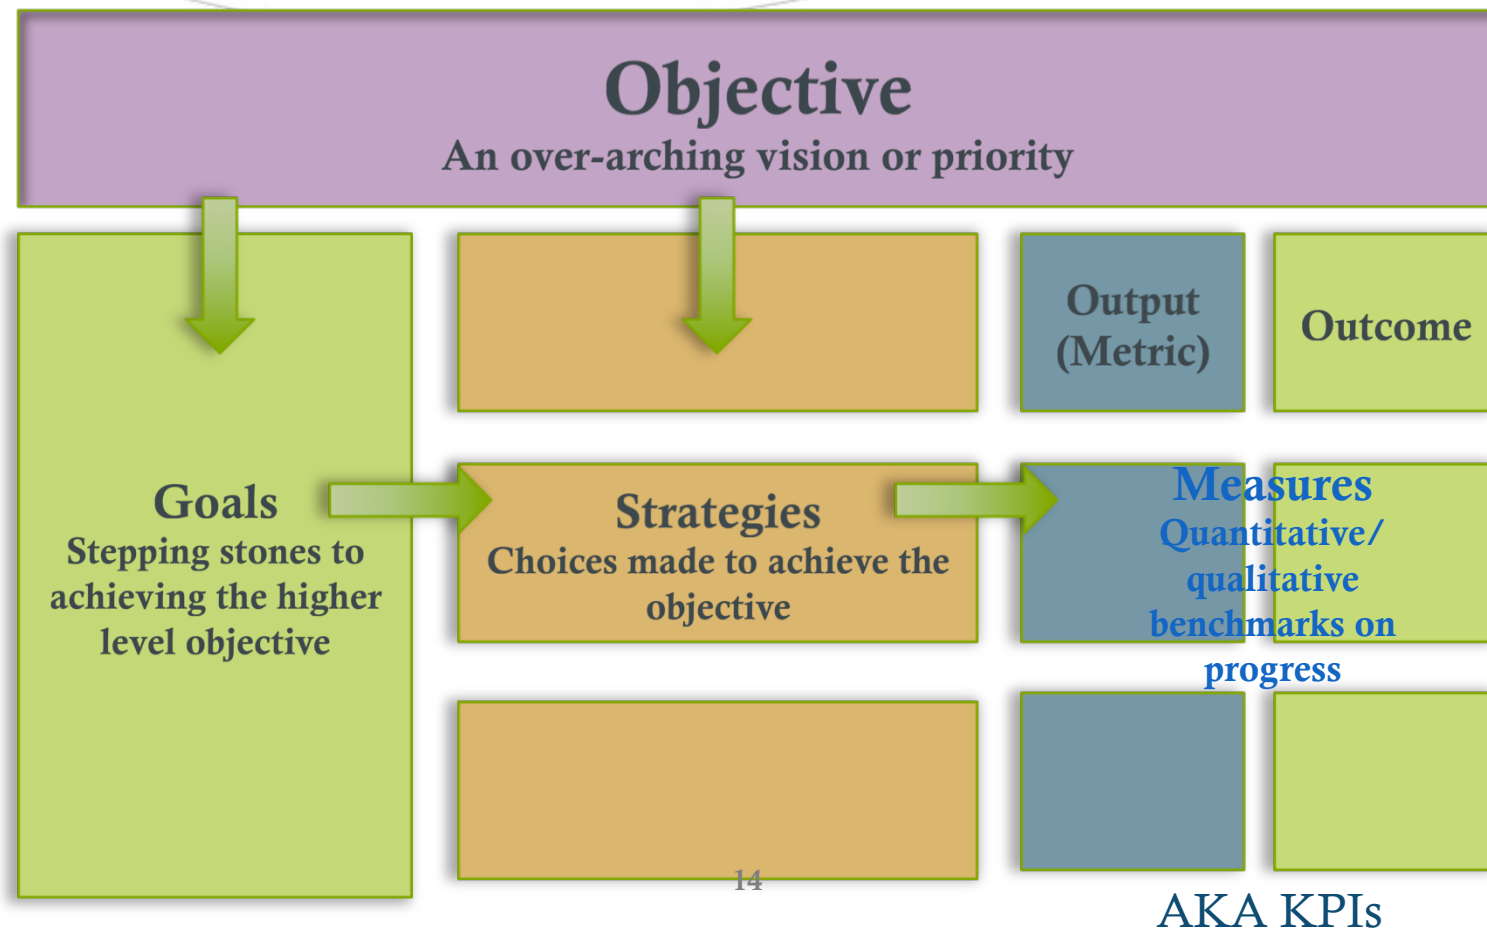 Objective
An over-arching vision or priority
Output
(Metric)
Outcome
Goals
Stepping stones to
achieving the higher
level objective
Strategies
Choices made to achieve the
objective
Measures
Quantitative/
qualitative
benchmarks on
progress
14
AKA KPIs